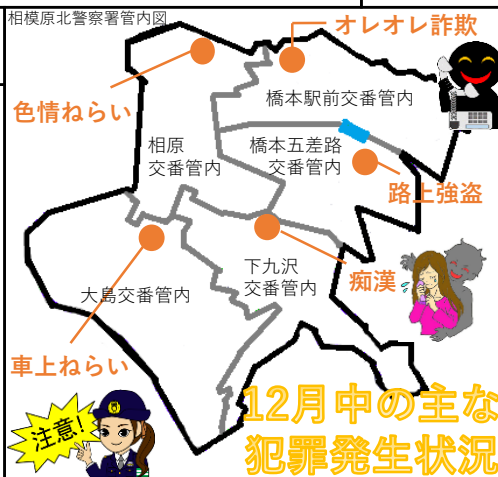 相模原北警察署管内図
オレオレ詐欺
色情ねらい
橋本駅前交番管内
相原
交番管内
橋本五差路
交番管内
路上強盗
下九沢
交番管内
痴漢
大島交番管内
車上ねらい
注意!
12月中の主な
犯罪発生状況